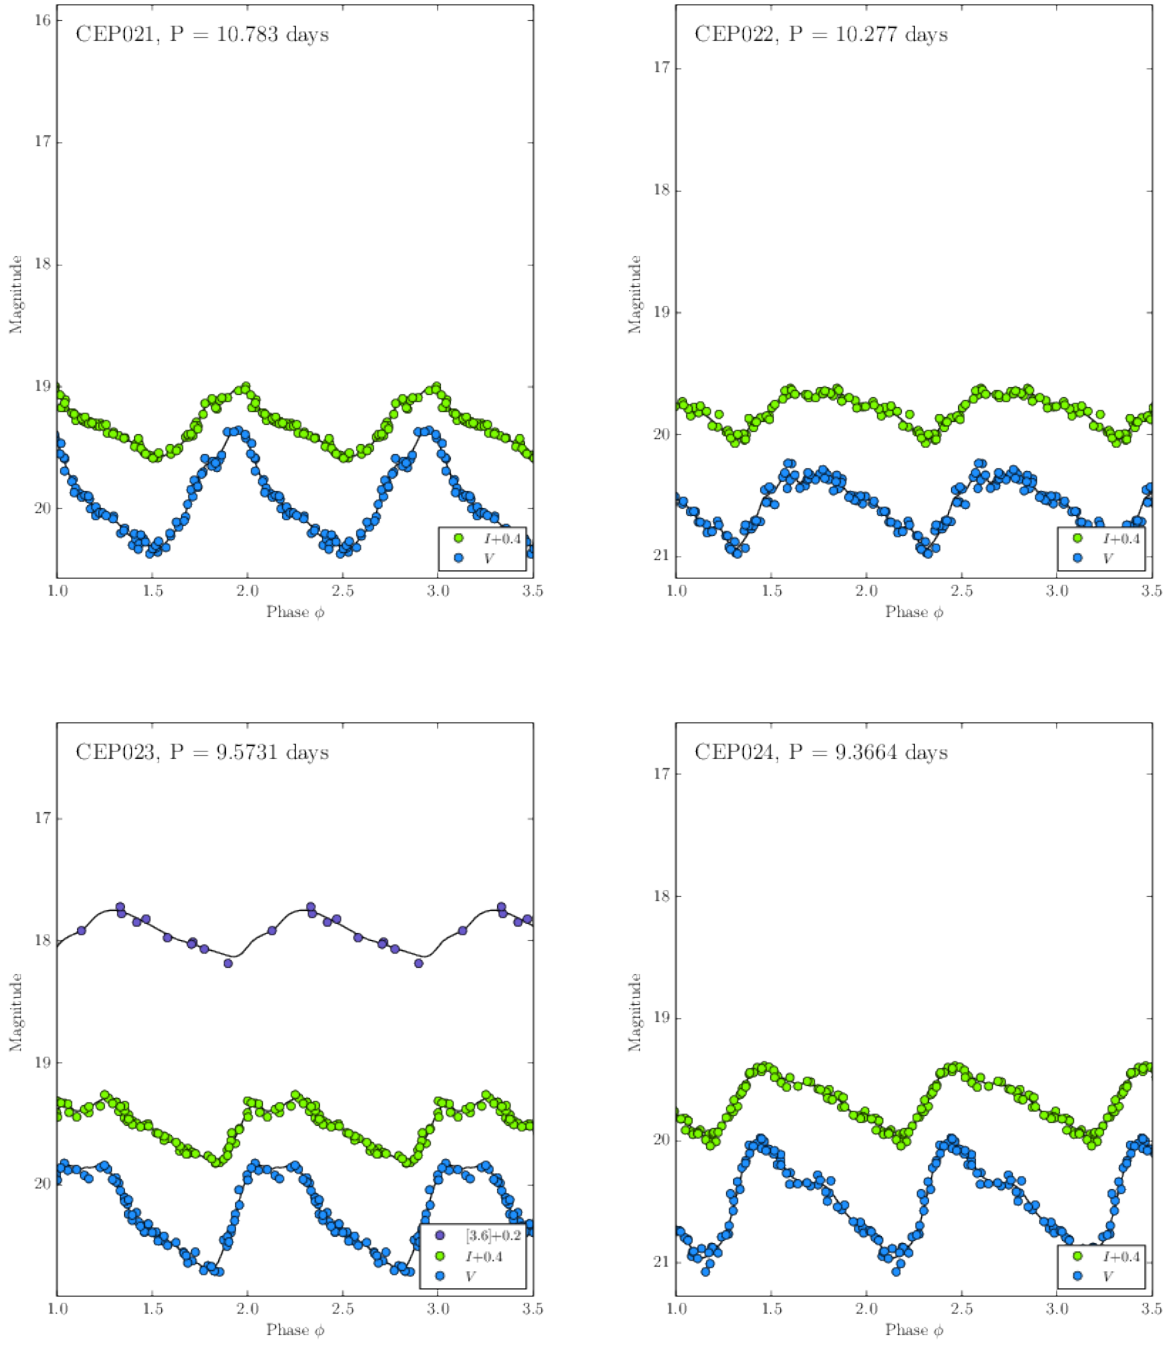 CEP021, P = 10.783 days
16
17
18
19
20
Magnitude
I+0.4
V
1.0 1.5 2.0 2.5 3.0 3.5
Phase ϕ
CEP022, P = 10.277 days
17
18
19
20
21
Magnitude
I+0.4
V
1.0 1.5 2.0 2.5 3.0 3.5
Phase ϕ
CEP023, P = 9.5731 days
17
18
19
20
Magnitude
[3.6]+0.2
I+0.4
V
1.0 1.5 2.0 2.5 3.0 3.5
Phase ϕ
CEP024, P = 9.3664 days
17
18
19
20
21
Magnitude
I+0.4
V
1.0 1.5 2.0 2.5 3.0 3.5
Phase ϕ